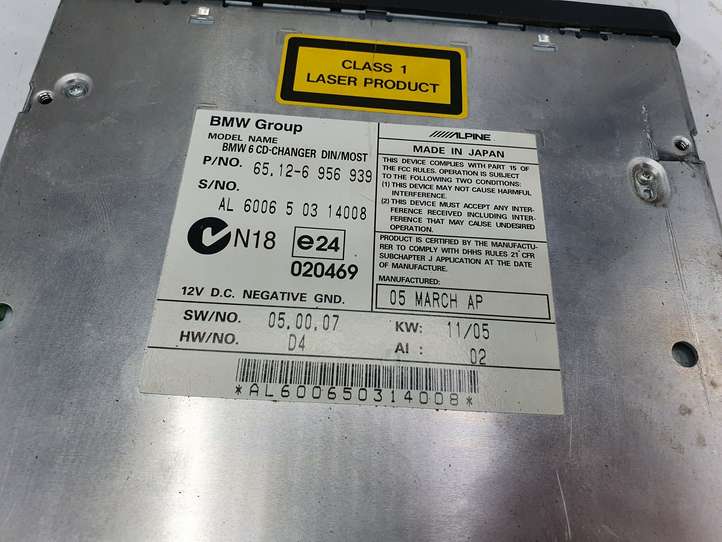 CLASS 1
LASER PRODUCT
BMW Group
MODEL NAME
BMW 6 CD-CHANGER DIN/MOST
P/NO. 65.12-6 956 939
S/NO.
AL 6006 5 03 14008
N18 e24
020469
12V D.C. NEGATIVE GND.
ALPINE
MADE IN JAPAN
THIS DEVICE COMPLIES WITH PART 15 OF
THE FCC RULES. OPERATION IS SUBJECT
TO THE FOLLOWING TWO CONDITIONS:
(1) THIS DEVICE MAY NOT CAUSE HARMFUL
INTERFERENCE.
(2) THIS DEVICE MUST ACCEPT ANY INTER-
FERENCE RECEIVED INCLUDING INTER-
FERENCE THAT MAY CAUSE UNDESIRED
OPERATION.
PRODUCT IS CERTIFIED BY THE MANUFACTU-
RER TO COMPLY WITH DHHS RULES 21 CFR
SUBCHAPTER J APPLICATION AT THE DATE
OF MANUFACTURE.
MANUFACTURED:
05 MARCH AP
SW/NO. 05.00.07 KW: 11/05
HW/NO. D4 AI: 02
*AL600650314008*